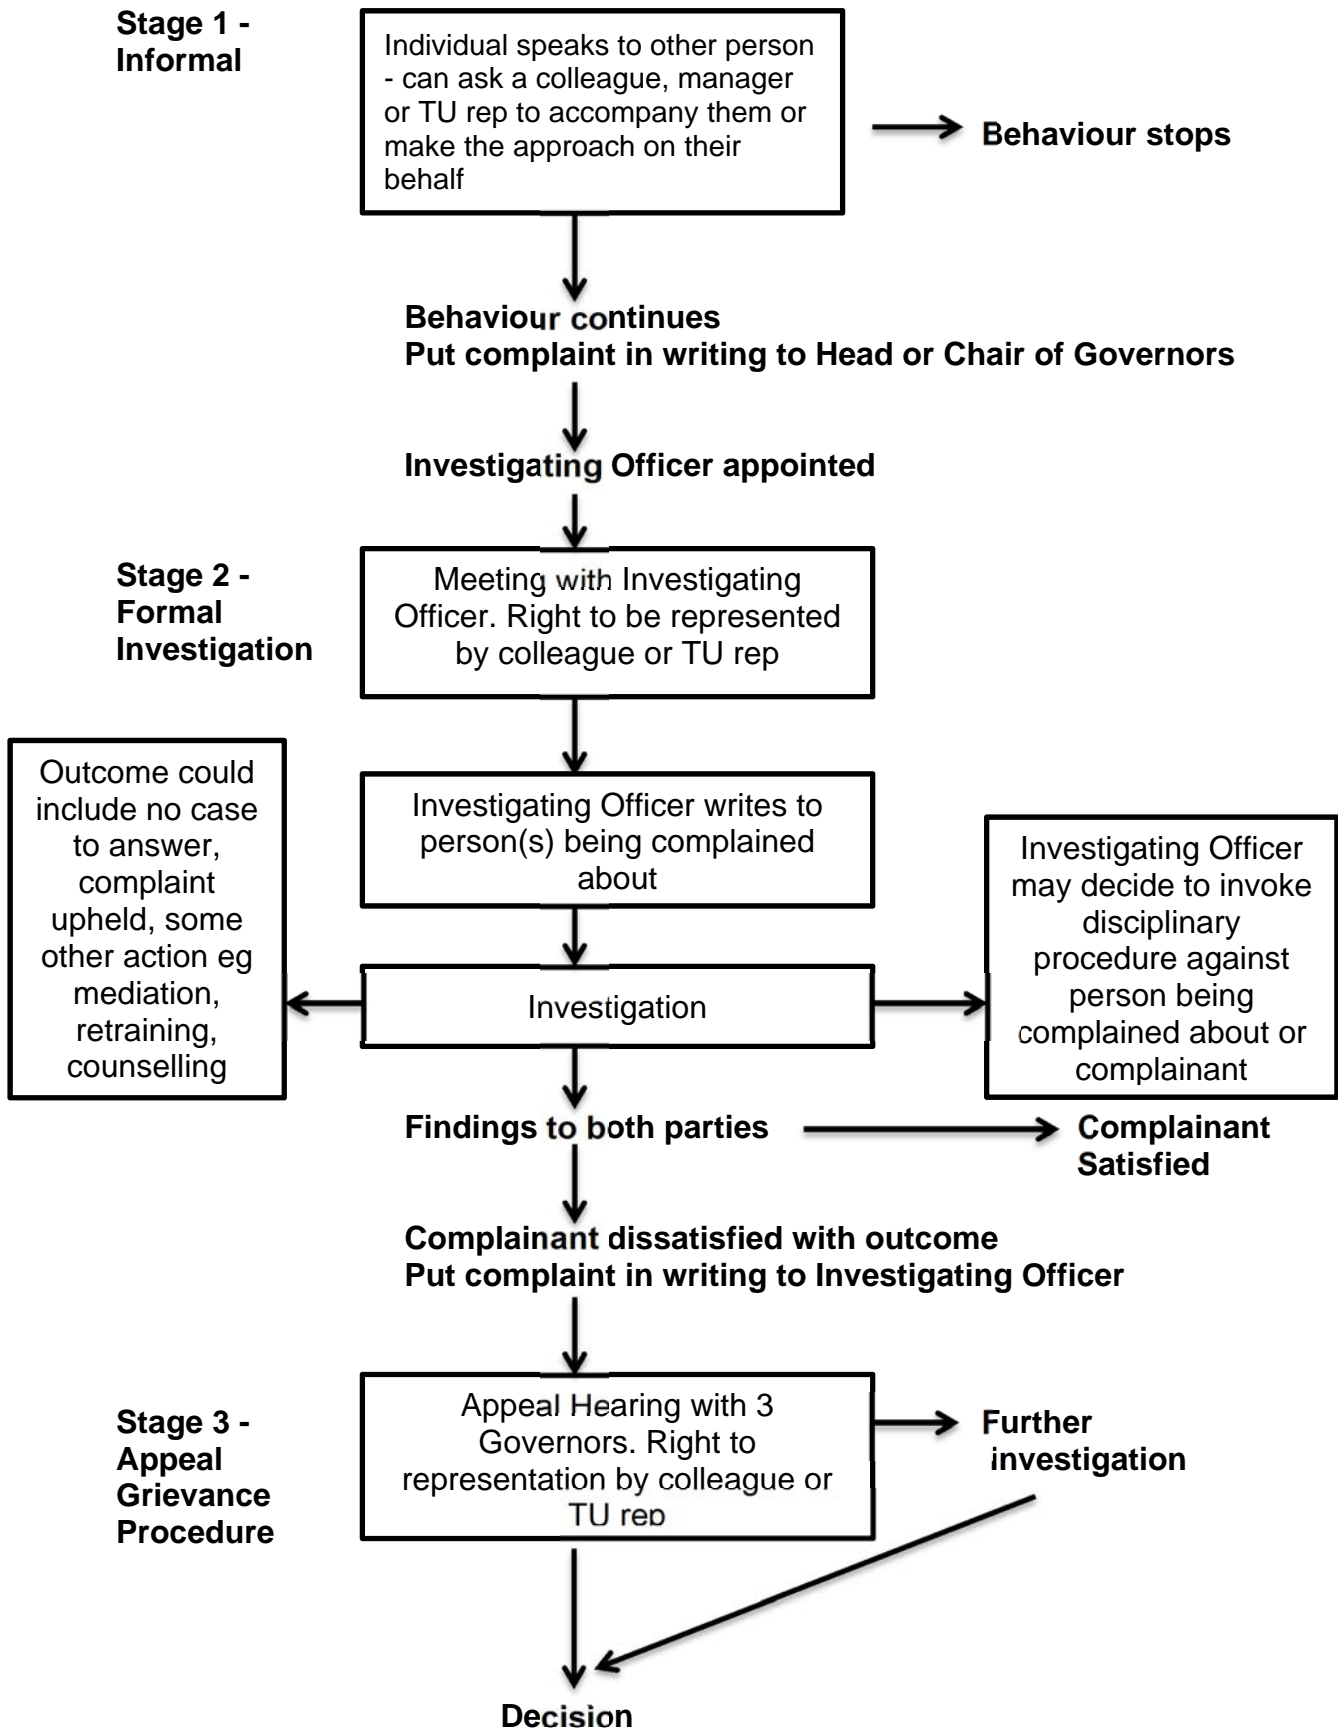 Stage 1 -
Informal
Individual speaks to other person
- can ask a colleague, manager
or TU rep to accompany them or
make the approach on their
behalf
Behaviour stops
Behaviour continues
Put complaint in writing to Head or Chair of Governors
Investigating Officer appointed
Stage 2 -
Formal
Investigation
Meeting with Investigating
Officer. Right to be represented
by colleague or TU rep
Investigating Officer writes to
person(s) being complained
about
Outcome could
include no case
to answer,
complaint
upheld, some
other action eg
mediation,
retraining,
counselling
Investigation
Investigating Officer
may decide to invoke
disciplinary
procedure against
person being
complained about or
complainant
Findings to both parties
Complainant
Satisfied
Complainant dissatisfied with outcome
Put complaint in writing to Investigating Officer
Stage 3 -
Appeal
Grievance
Procedure
Appeal Hearing with 3
Governors. Right to
representation by colleague or
TU rep
Further
investigation
Decision